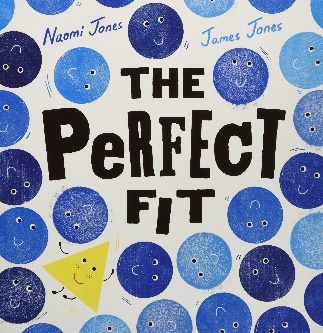 Naomi Jones
James Jones
THE
PeRFECT
FIT